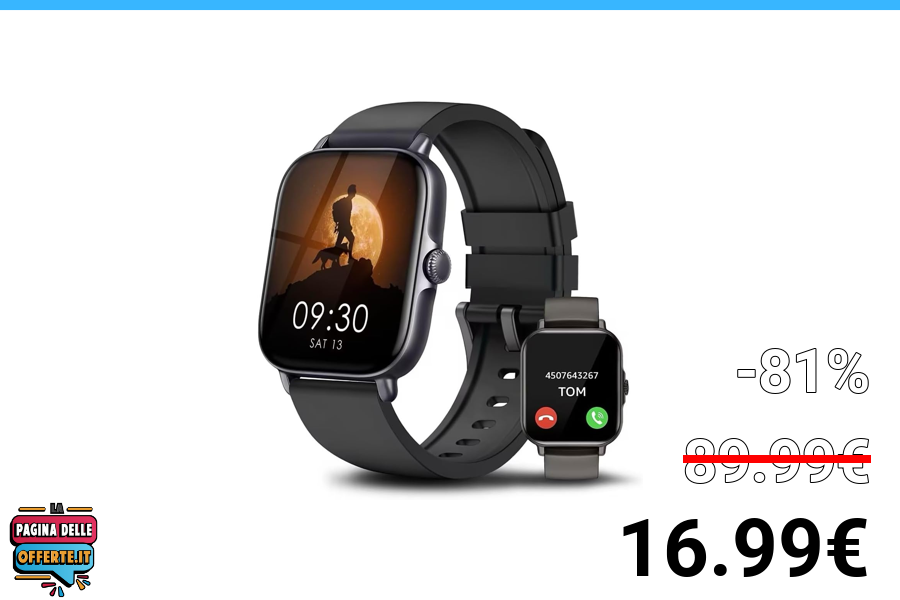 09:30
SAT 13
4507643267
TOM
-81%
89.99€
16.99€
LA
PAGINA DELLE
OFFERTE.IT